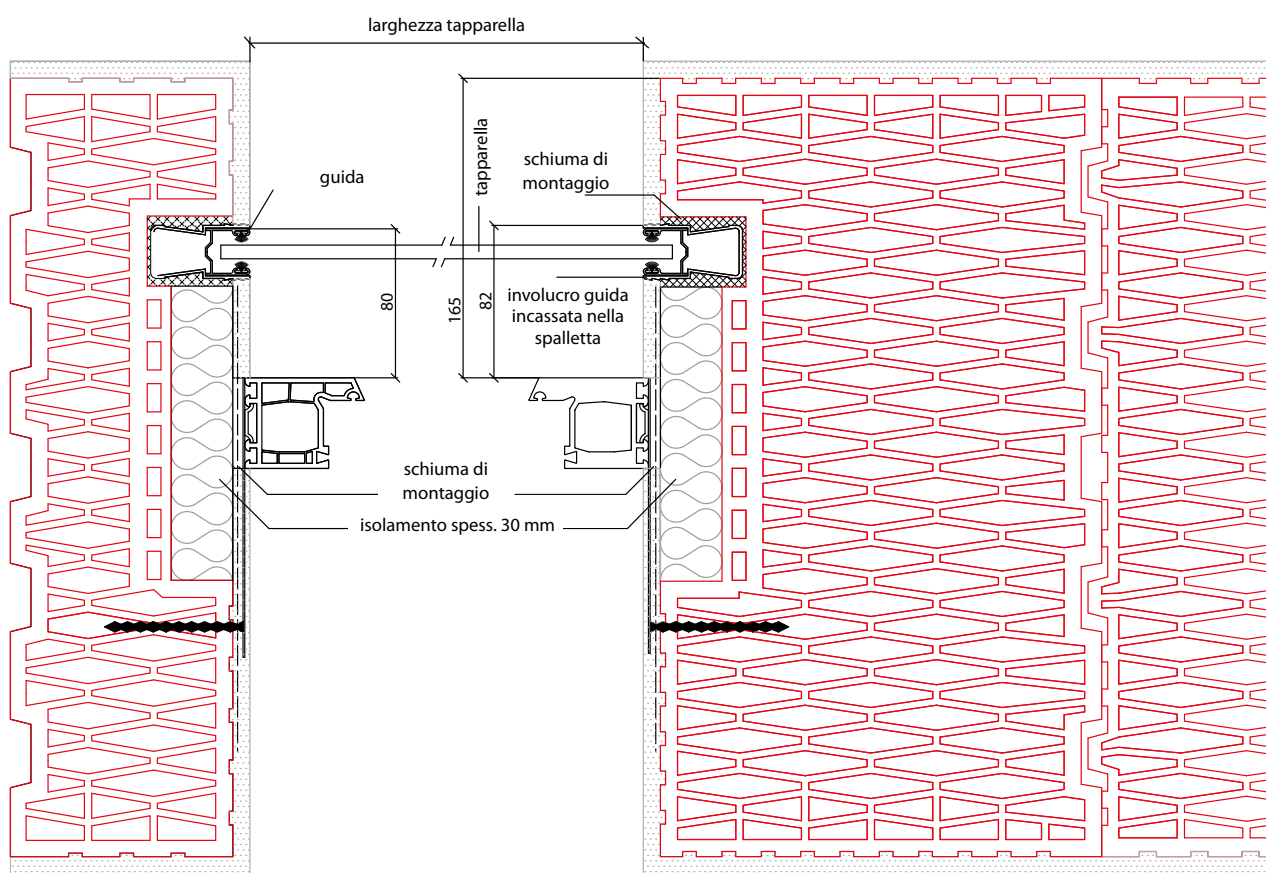 larghezza tapparella
guida
tapparella
schiuma di
montaggio
80
165
82
involucro guida
incassata nella
spalletta
schiuma di
montaggio
isolamento spess. 30 mm